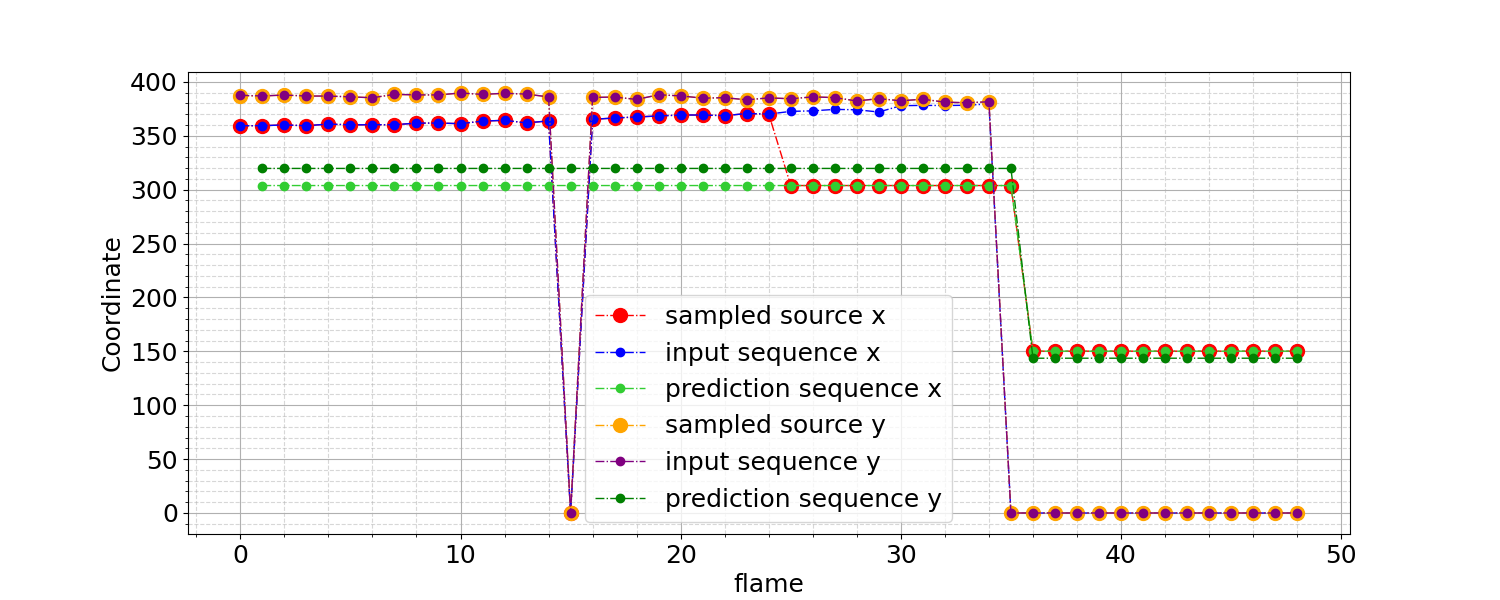 400
350
300
250
200
150
100
50
0
Coordinate
sampled source x
input sequence x
prediction sequence x
sampled source y
input sequence y
prediction sequence y
0 10 20 30 40 50
flame